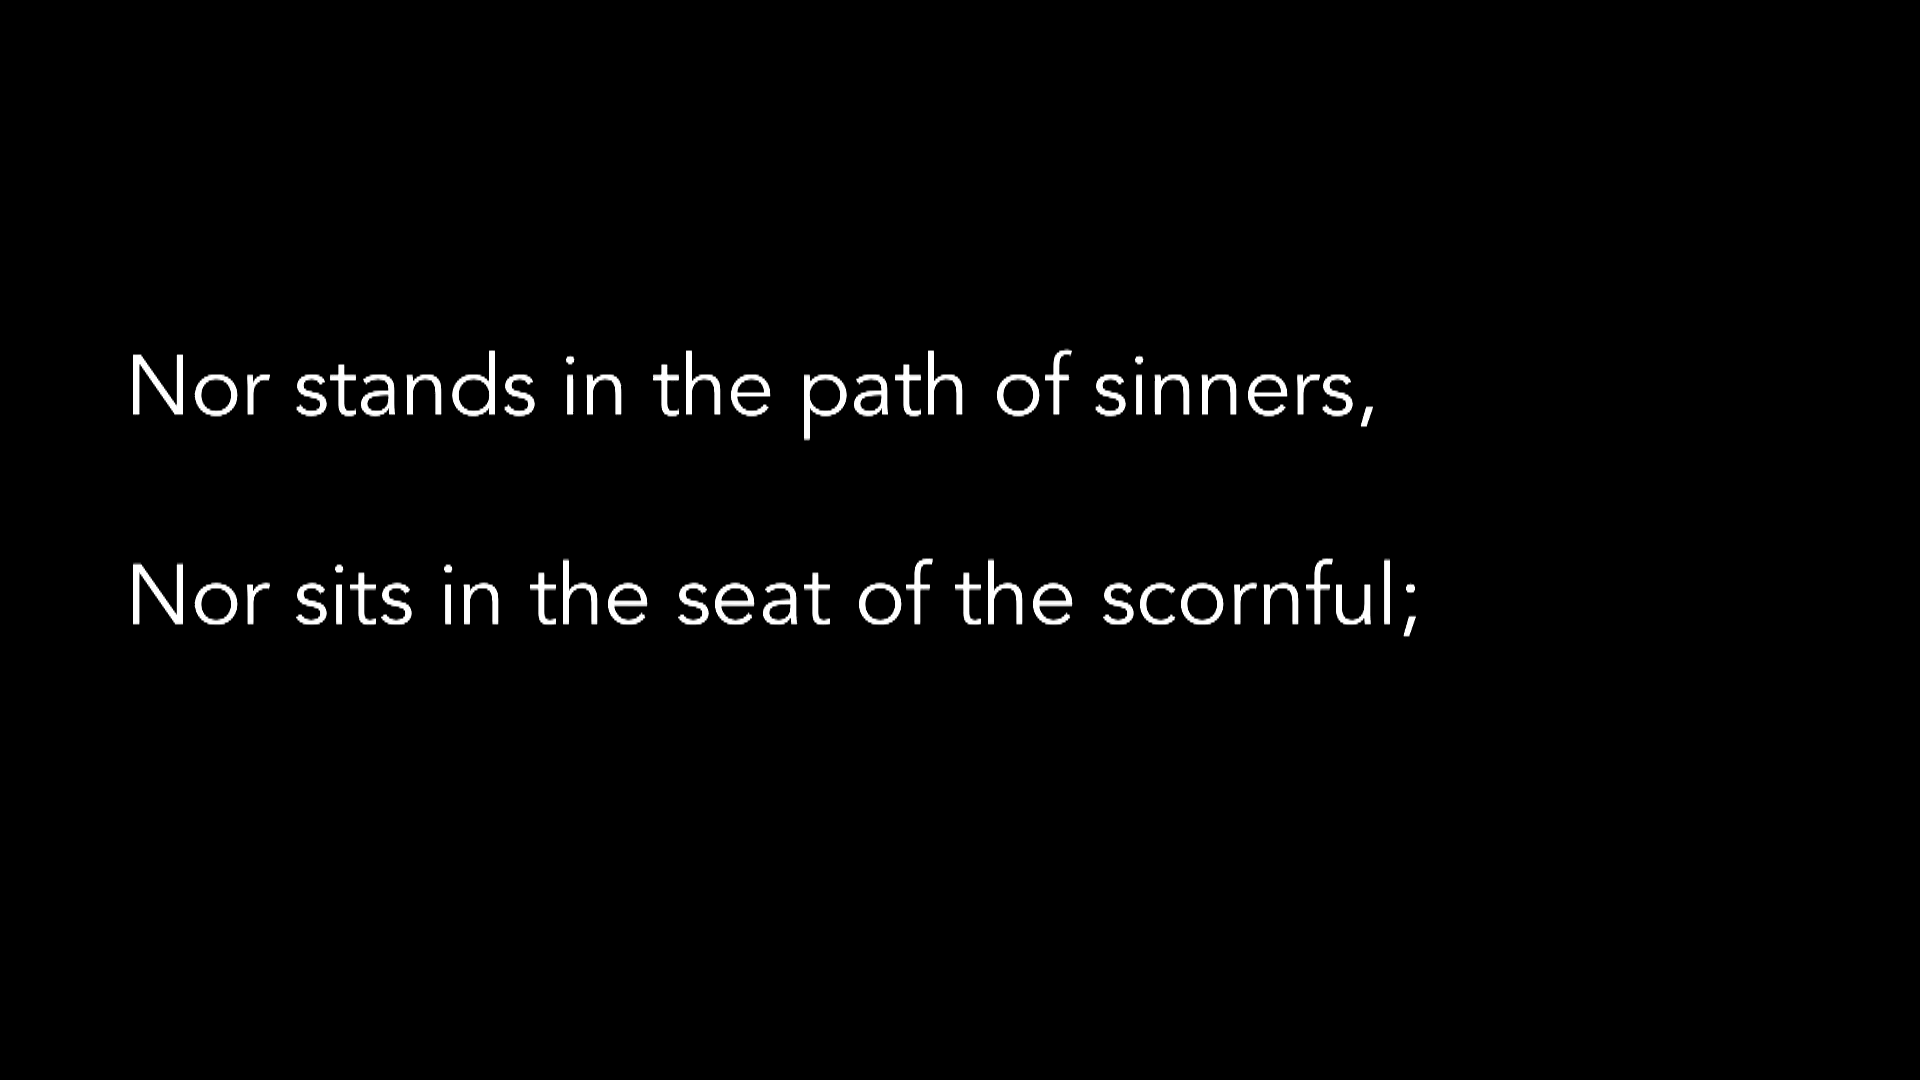 Nor stands in the path of sinners,
Nor sits in the seat of the scornful;